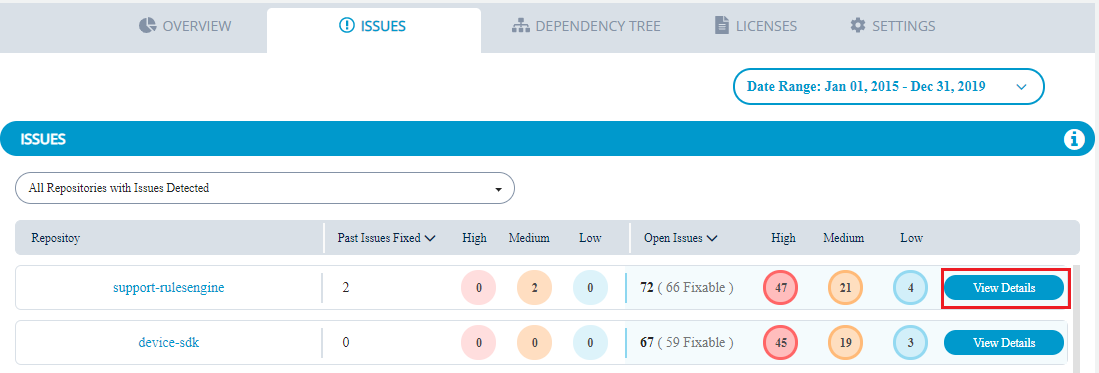 OVERVIEW ISSUES DEPENDENCY TREE LICENSES SETTINGS
Date Range: Jan 01, 2015 - Dec 31, 2019
ISSUES
All Repositories with Issues Detected
Repositoy Past Issues Fixed High Medium Low Open Issues High Medium Low
support-rulesengine 2 0 2 0 72 ( 66 Fixable ) 47 21 4 View Details
device-sdk 0 0 0 0 67 ( 59 Fixable ) 45 19 3 View Details